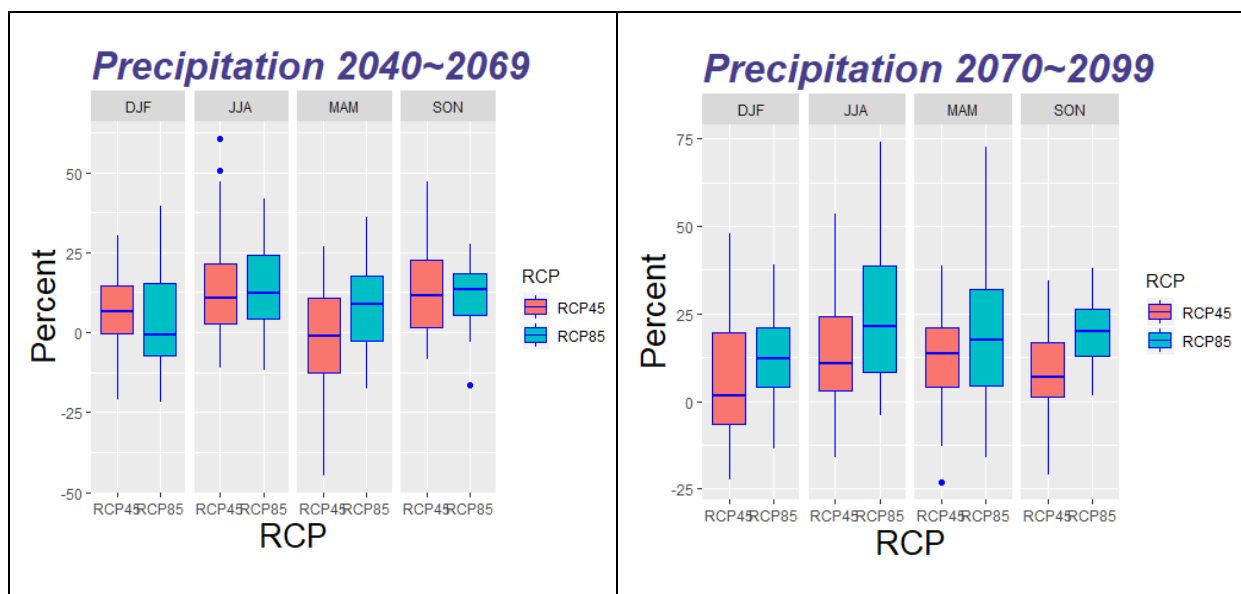 Precipitation 2040~2069
DJF JJA MAM SON
50
25
0
-25
-50
Percent
RCP45 RCP85 RCP45 RCP85 RCP45 RCP85 RCP45 RCP85
RCP
RCP
RCP45
RCP85
Precipitation 2070~2099
DJF JJA MAM SON
75
50
25
0
-25
Percent
RCP45 RCP85 RCP45 RCP85 RCP45 RCP85 RCP45 RCP85
RCP
RCP
RCP45
RCP85